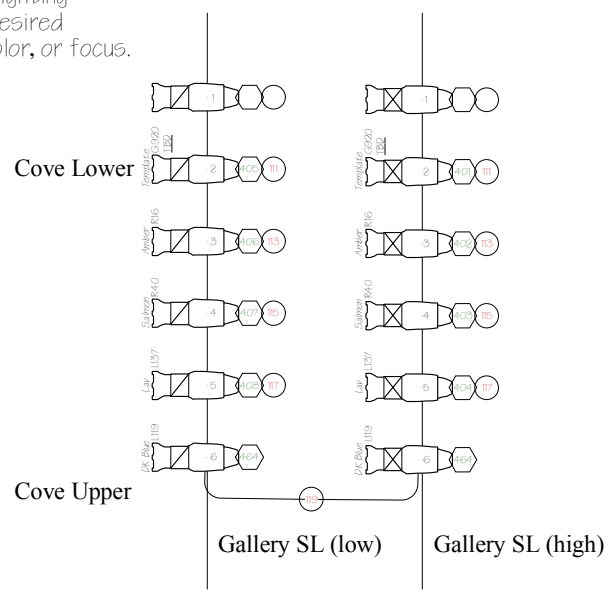 esired
olor, or focus.
1
1
Cove Lower
Template G920
TBD
2
405
111
Template G920
TBD
2
401
111
Amber R16
3
406
113
Amber R16
3
402
113
Salmon R40
4
407
115
Salmon R40
4
403
115
Lav L137
5
408
117
Lav L137
5
404
117
DK Blue L119
6
464
DK Blue L119
6
464
Cove Upper
119
Gallery SL (low)
Gallery SL (high)